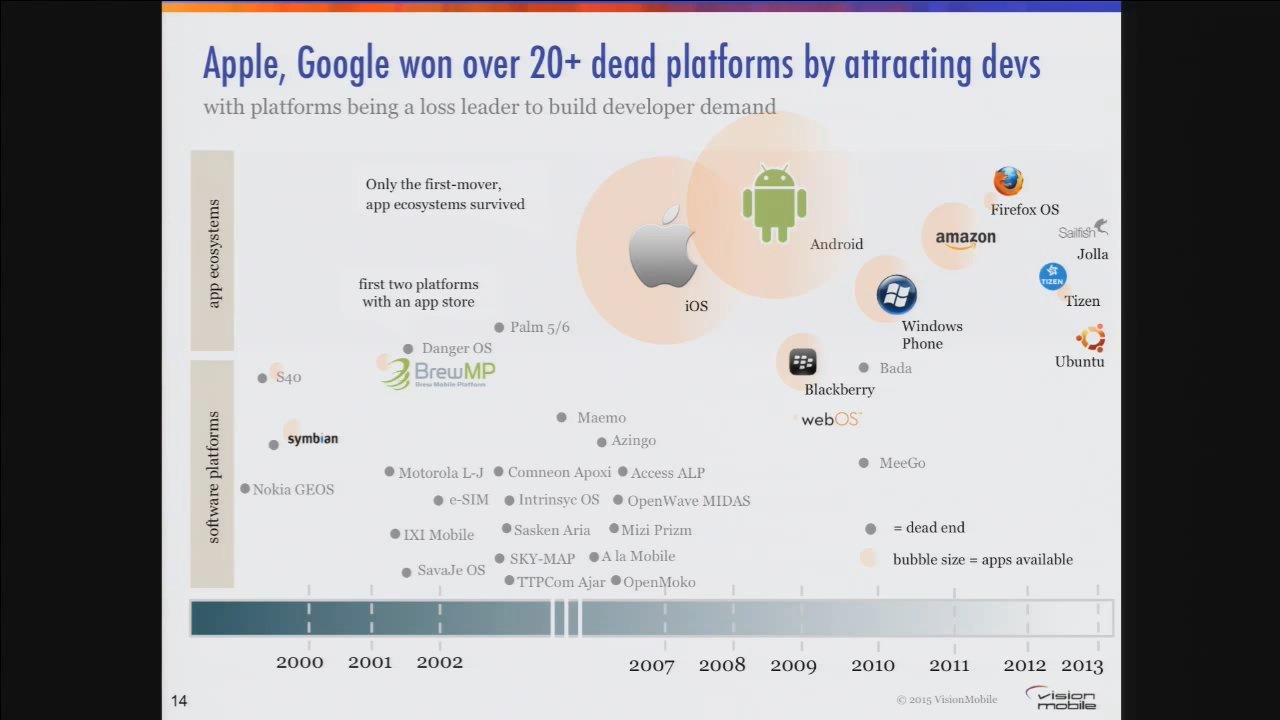 Apple, Google won over 20+ dead platforms by attracting devs
with platforms being a loss leader to build developer demand
app ecosystems
Only the first-mover,
app ecosystems survived
first two platforms
with an app store
iOS
Android
Firefox OS
amazon
Sailfish
Jolla
TIZEN
Tizen
Windows
Phone
Ubuntu
Palm 5/6
Danger OS
BrewMP
Brew Mobile Platform
S40
Blackberry
Bada
webOS
software platforms
symbian
Maemo
Azingo
Nokia GEOS
Motorola L-J
Comneon Apoxi
Access ALP
MeeGo
e-SIM
Intrinsyc OS
OpenWave MIDAS
IXI Mobile
Sasken Aria
Mizi Prizm
SKY-MAP
A la Mobile
SavaJe OS
TTPCom Ajar
OpenMoko
= dead end
bubble size = apps available
2000 2001 2002 2007 2008 2009 2010 2011 2012 2013
14
© 2015 VisionMobile
vision
mobile